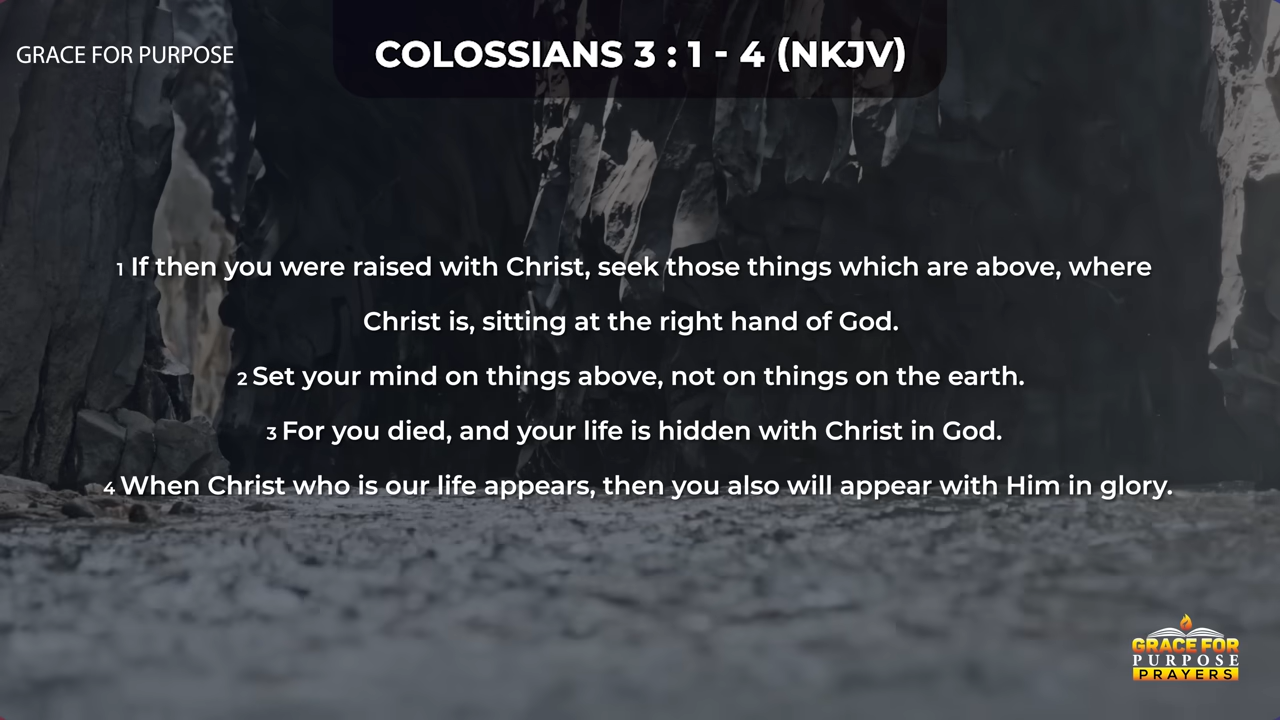 GRACE FOR PURPOSE
COLOSSIANS 3 : 1 - 4 (NKJV)
1 If then you were raised with Christ, seek those things which are above, where
Christ is, sitting at the right hand of God.
2 Set your mind on things above, not on things on the earth.
3 For you died, and your life is hidden with Christ in God.
4 When Christ who is our life appears, then you also will appear with Him in glory.
GRACE FOR
PURPOSE
PRAYERS